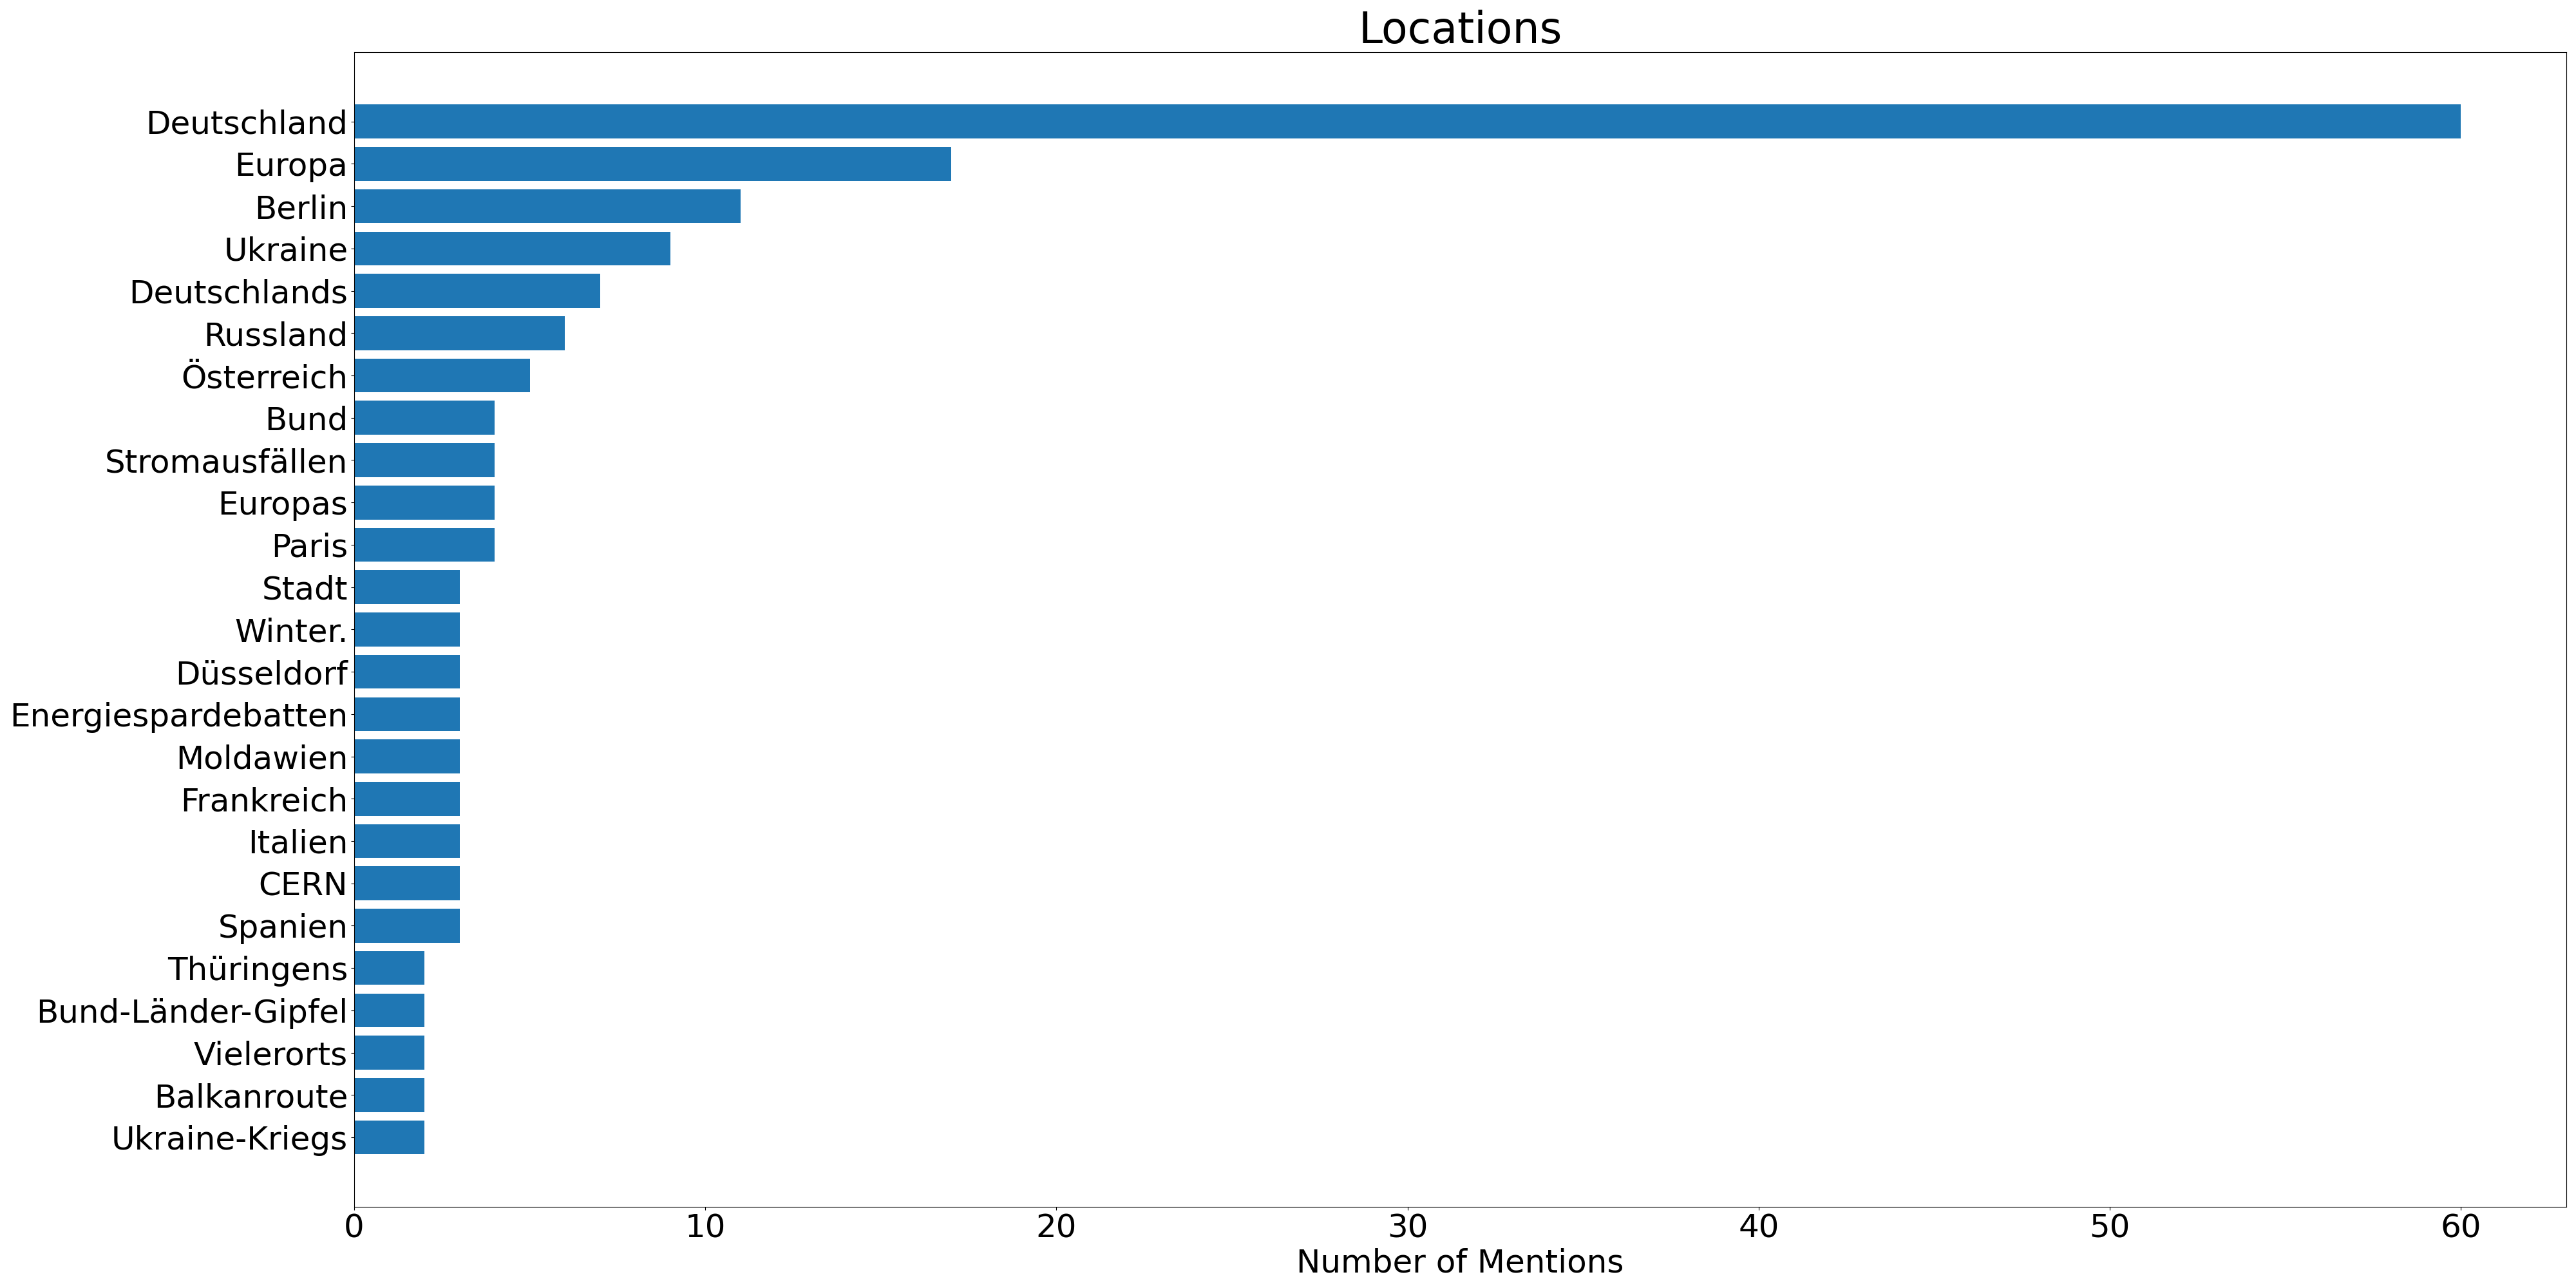 Locations
Deutschland
Europa
Berlin
Ukraine
Deutschlands
Russland
Österreich
Bund
Stromausfällen
Europas
Paris
Stadt
Winter.
Düsseldorf
Energiespardebatten
Moldawien
Frankreich
Italien
CERN
Spanien
Thüringens
Bund-Länder-Gipfel
Vielerorts
Balkanroute
Ukraine-Kriegs
0 10 20 30 40 50 60
Number of Mentions